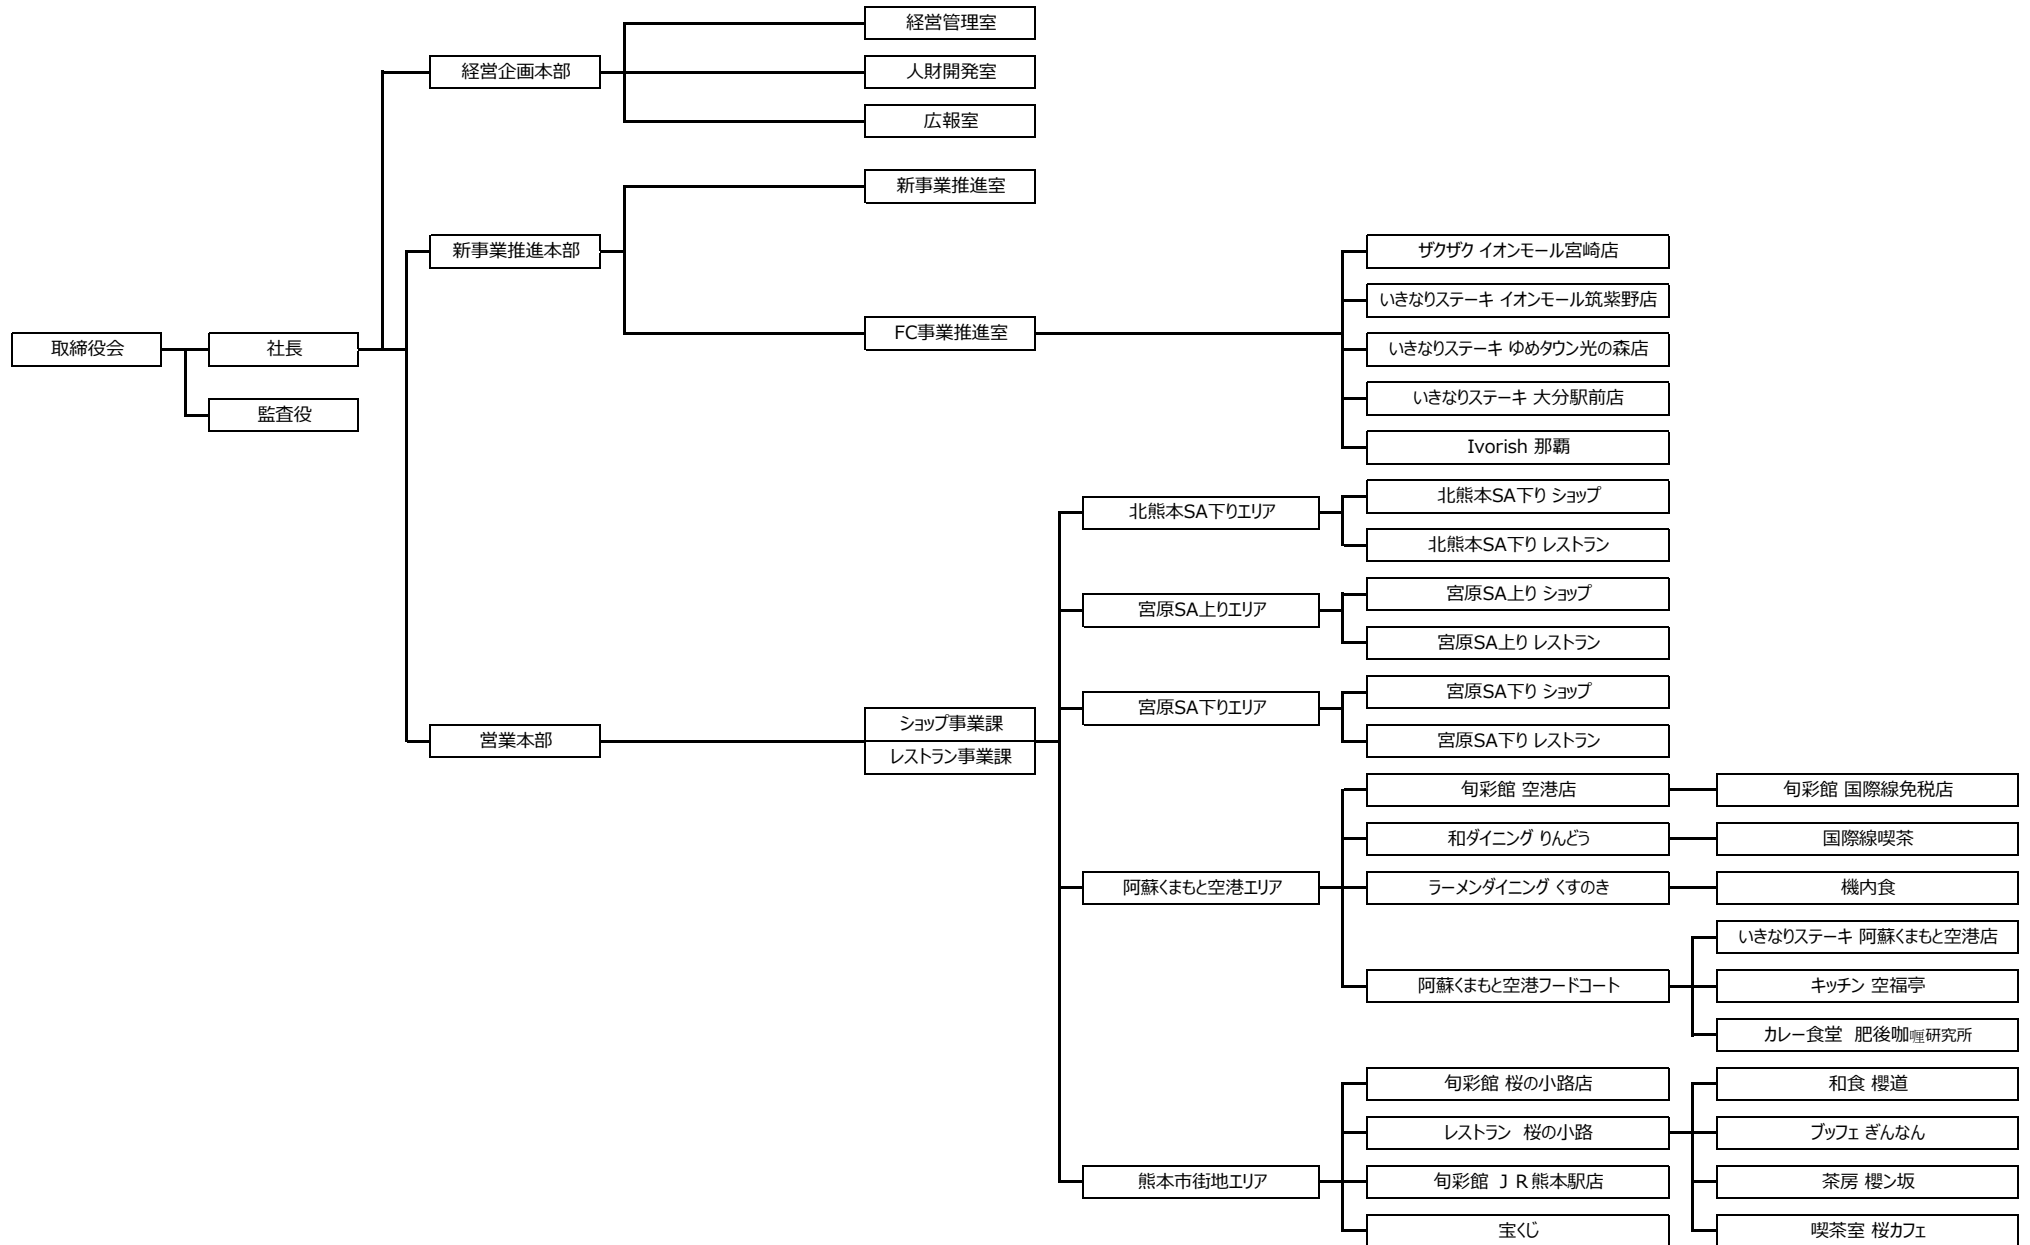 経営管理室
経営企画本部
人財開発室
広報室
新事業推進室
新事業推進本部
ザクザク イオンモール宮崎店
いきなりステーキ イオンモール筑紫野店
FC事業推進室
取締役会
社長
いきなりステーキ ゆめタウン光の森店
いきなりステーキ 大分駅前店
監査役
Ivorish 那覇
北熊本SA下り ショップ
北熊本SA下りエリア
北熊本SA下り レストラン
宮原SA上り ショップ
宮原SA上りエリア
宮原SA上り レストラン
宮原SA下り ショップ
宮原SA下りエリア
ショップ事業課
営業本部
宮原SA下り レストラン
レストラン事業課
旬彩館 空港店
旬彩館 国際線免税店
和ダイニング りんどう
国際線喫茶
阿蘇くまもと空港エリア
ラーメンダイニング くすのき
機内食
いきなりステーキ 阿蘇くまもと空港店
阿蘇くまもと空港フードコート
キッチン 空福亭
カレー食堂　肥後咖喱研究所
旬彩館 桜の小路店
和食 櫻道
レストラン　桜の小路
ブッフェ ぎんなん
熊本市街地エリア
旬彩館 ＪＲ熊本駅店
茶房 櫻ン坂
宝くじ
喫茶室 桜カフェ